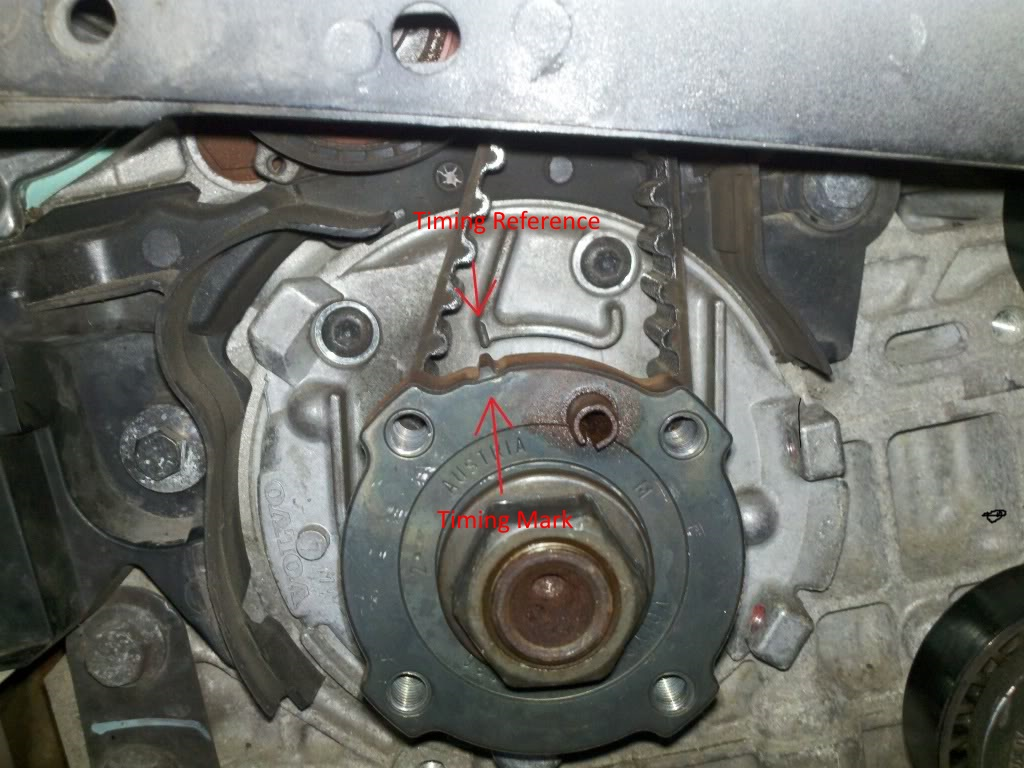 Timing Reference
AUSTRIA
Timing Mark
VOLVO